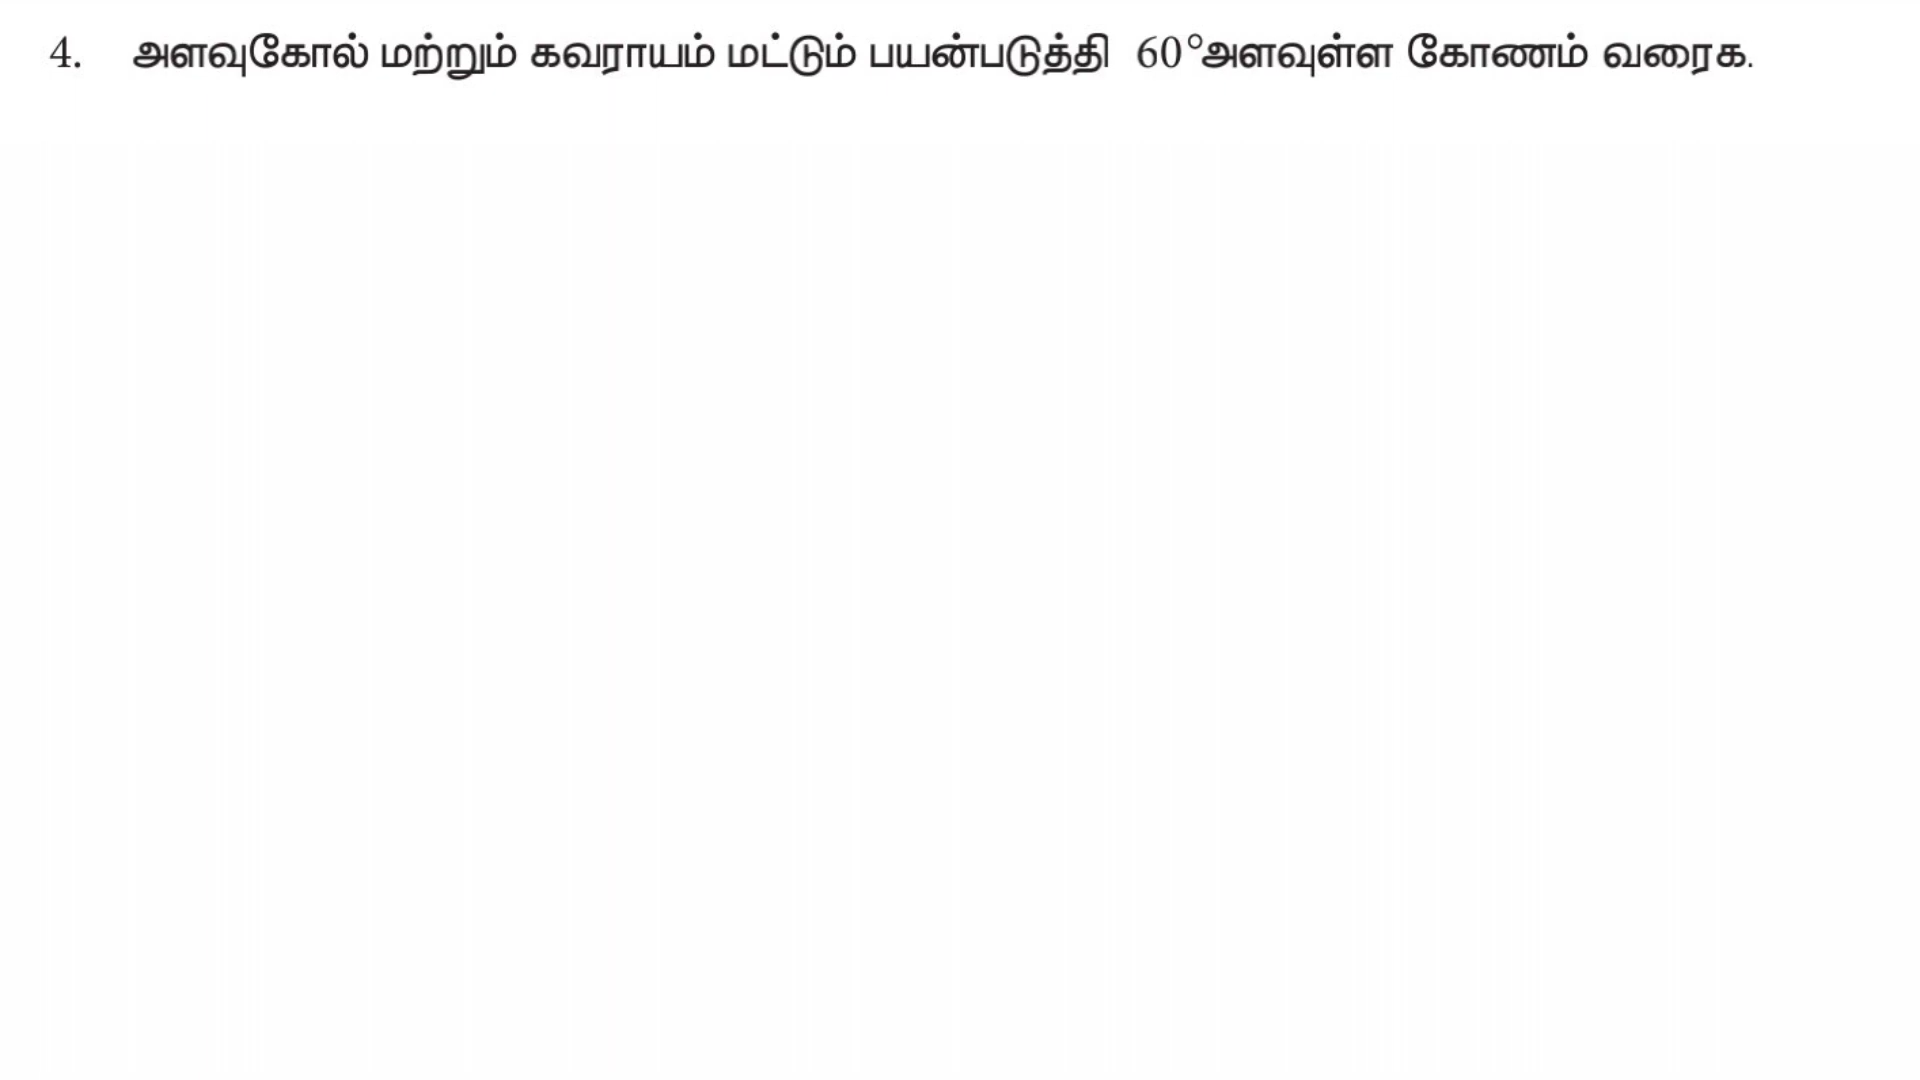 4. அளவுகோல் மற்றும் கவராயம் மட்டும் பயன்படுத்தி 60°அளவுள்ள கோணம் வரைக.